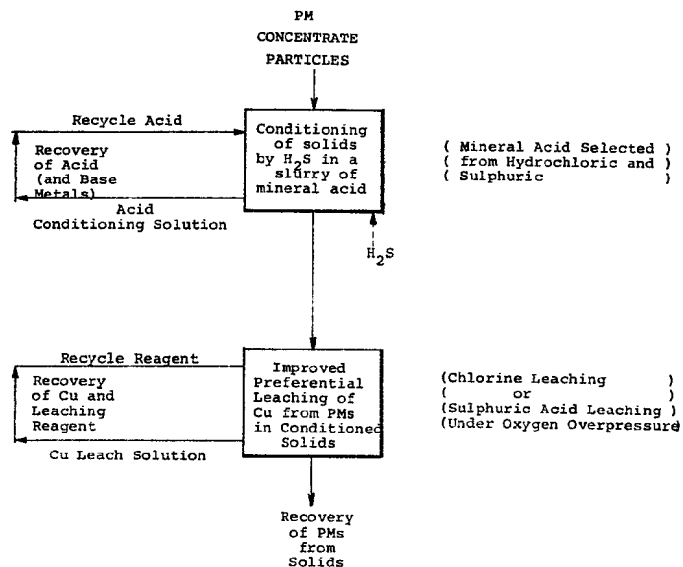 PM
CONCENTRATE
PARTICLES
Recycle Acid
Recovery
of Acid
(and Base
Metals)
Acid
Conditioning Solution
Conditioning
of solids
by H2S in a
slurry of
mineral acid
( Mineral Acid Selected )
( from Hydrochloric and )
( Sulphuric )
H2S
Recycle Reagent
Recovery
of Cu and
Leaching
Reagent
Cu Leach Solution
Improved
Preferential
Leaching of
Cu from PMs
in Conditioned
Solids
(Chlorine Leaching )
( or )
(Sulphuric Acid Leaching )
(Under Oxygen Overpressure)
Recovery
of PMs
from
Solids